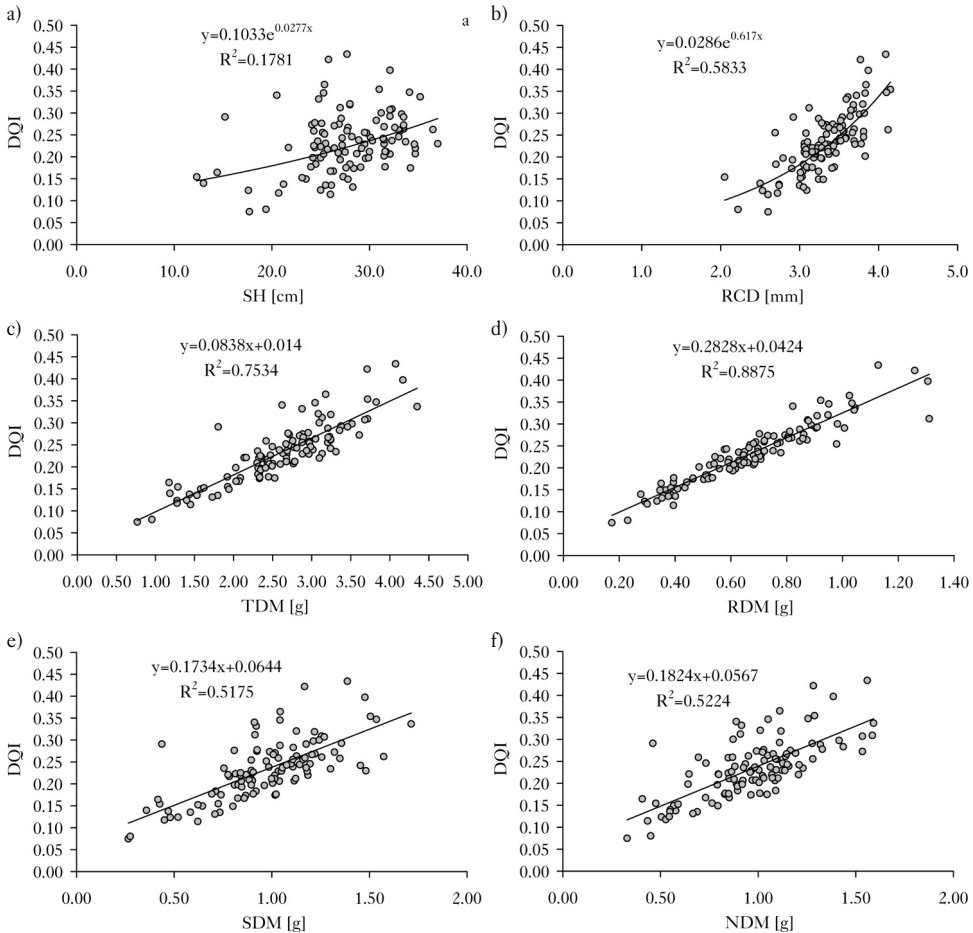 a)
a
y=0.1033e^0.0277x
R²=0.1781
DQI
0.50
0.45
0.40
0.35
0.30
0.25
0.20
0.15
0.10
0.05
0.00
0.0 10.0 20.0 30.0 40.0
SH [cm]
b)
y=0.0286e^0.617x
R²=0.5833
DQI
0.50
0.45
0.40
0.35
0.30
0.25
0.20
0.15
0.10
0.05
0.00
0.0 1.0 2.0 3.0 4.0 5.0
RCD [mm]
c)
y=0.0838x+0.014
R²=0.7534
DQI
0.50
0.45
0.40
0.35
0.30
0.25
0.20
0.15
0.10
0.05
0.00
0.00 0.50 1.00 1.50 2.00 2.50 3.00 3.50 4.00 4.50 5.00
TDM [g]
d)
y=0.2828x+0.0424
R²=0.8875
DQI
0.50
0.45
0.40
0.35
0.30
0.25
0.20
0.15
0.10
0.05
0.00
0.00 0.20 0.40 0.60 0.80 1.00 1.20 1.40
RDM [g]
e)
y=0.1734x+0.0644
R²=0.5175
DQI
0.50
0.45
0.40
0.35
0.30
0.25
0.20
0.15
0.10
0.05
0.00
0.00 0.50 1.00 1.50 2.00
SDM [g]
f)
y=0.1824x+0.0567
R²=0.5224
DQI
0.50
0.45
0.40
0.35
0.30
0.25
0.20
0.15
0.10
0.05
0.00
0.00 0.50 1.00 1.50 2.00
NDM [g]